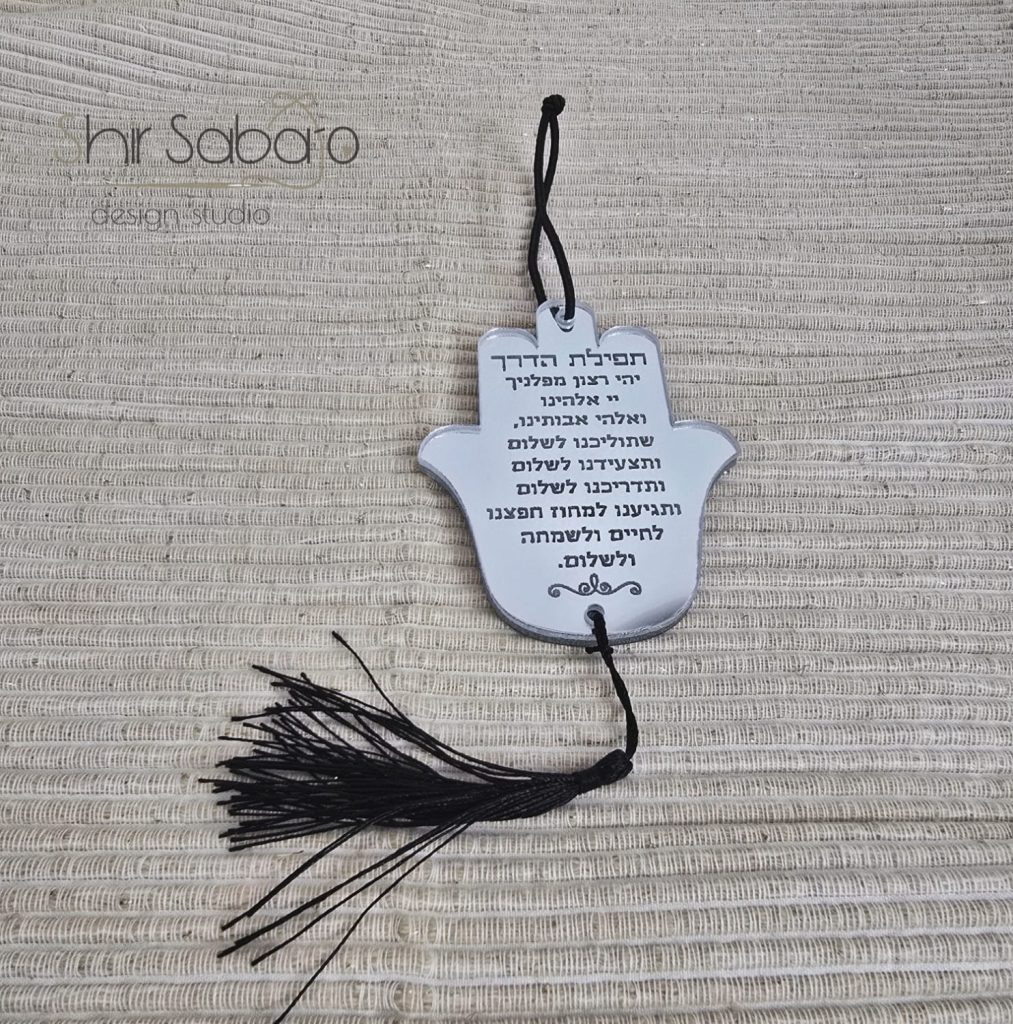 Shir Sabag
design studio
תפילת הדרך
יהי רצון מפלניך
יי אלהינו
ואלהי אבותינו,
שתוליכנו לשלום
ותצעידנו לשלום
ותדריכנו לשלום
ותגיענו למחוז חפצנו
לחיים ולשמחה
ולשלום.